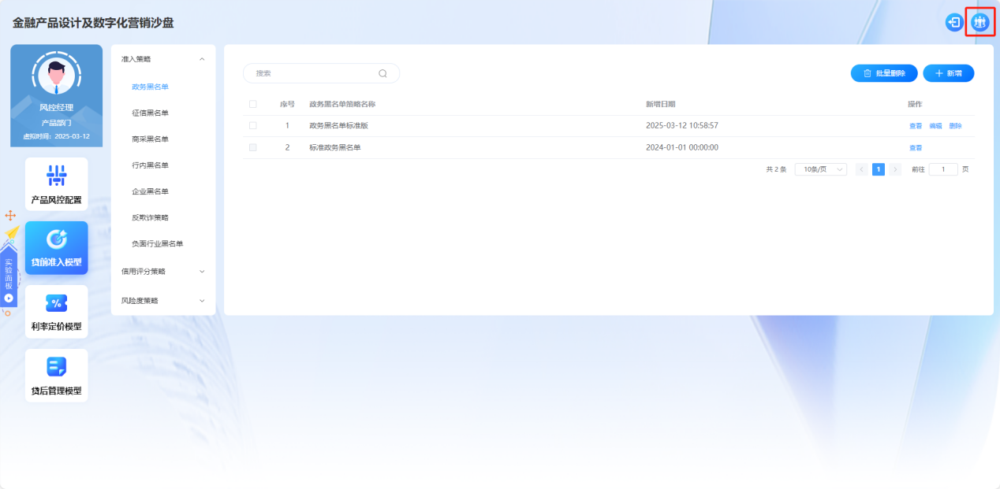 金融产品设计及数字化营销沙盘
风控经理
产品部门
虚拟时间：2025-03-12
产品风控配置
贷前准入模型
利率定价模型
贷后管理模型
实验面板
准入策略
政务黑名单
征信黑名单
商采黑名单
行内黑名单
企业黑名单
反欺诈策略
负面行业黑名单
信用评分策略
风险度策略
搜索
批量删除
新增
序号 政务黑名单策略名称 新增日期 操作
1 政务黑名单标准版 2025-03-12 10:58:57 查看 编辑 删除
2 标准政务黑名单 2024-01-01 00:00:00 查看
共 2 条 10条/页 1 前往 1 页